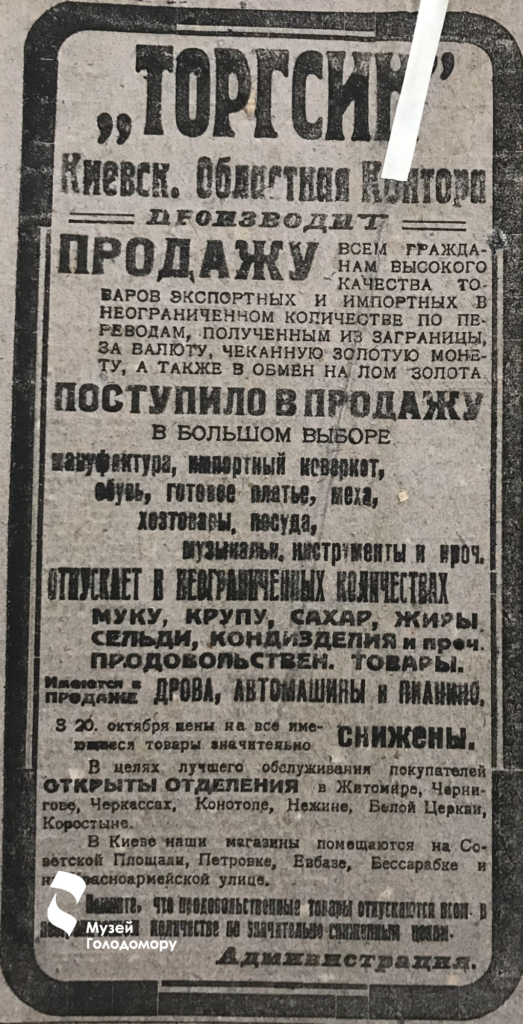 „ТОРГСИН"
Киевск. Областная Контора
ПРОИЗВОДИТ
ПРОДАЖУ ВСЕМ ГРАЖДА-
НАМ ВЫСОКОГО
КАЧЕСТВА ТО-
ВАРОВ ЭКСПОРТНЫХ И ИМПОРТНЫХ В
НЕОГРАНИЧЕННОМ КОЛИЧЕСТВЕ ПО ПЕ-
РЕВОДАМ, ПОЛУЧЕННЫМ ИЗ ЗАГРАНИЦЫ,
ЗА ВАЛЮТУ, ЧЕКАННУЮ ЗОЛОТУЮ МОНЕ-
ТУ, А ТАКЖЕ В ОБМЕН НА ЛОМ ЗОЛОТА.
ПОСТУПИЛО В ПРОДАЖУ
В БОЛЬШОМ ВЫБОРЕ
мануфактура, импортный коверкот,
обувь, готовое платье, меха,
хозтовары, посуда,
музыкальн. инструменты и проч.
ОТПУСКАЕТ В НЕОГРАНИЧЕННЫХ КОЛИЧЕСТВАХ
МУКУ, КРУПУ, САХАР, ЖИРЫ,
СЕЛЬДИ, КОНДИЗДЕЛИЯ и проч.
ПРОДОВОЛЬСТВЕН. ТОВАРЫ.
Имеются в ПРОДАЖЕ ДРОВА, АВТОМАШИНЫ и ПИАНИНО.
З 20. октября цены на все име-
ющиеся товары значительно СНИЖЕНЫ.
В целях лучшего обслуживания покупателей
ОТКРЫТЫ ОТДЕЛЕНИЯ в Житомире, Черни-
гове, Черкассах, Конотопе, Нежине, Белой Церкви,
Коростыне.
В Киеве наши магазины помещаются на Со-
ветской Площади, Петровке, Евбазе, Бессарабке и
на Красноармейской улице.
Помните, что продовольственные товары отпускаются всем в
количестве по значительно сниженным ценам.
Администрация.
Музей
Голодомору